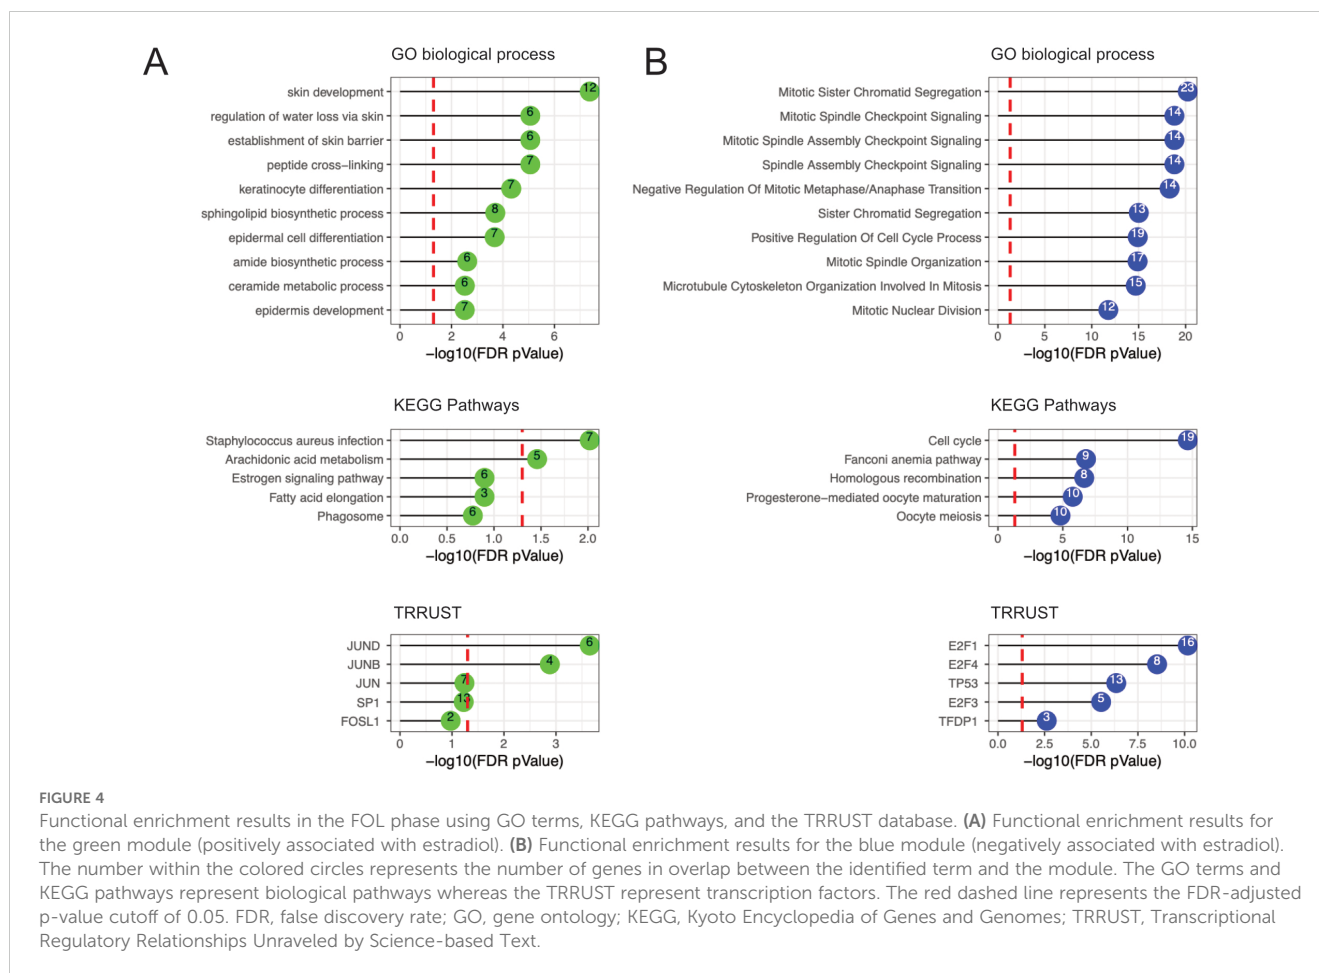 A
GO biological process
skin development
12
regulation of water loss via skin
6
establishment of skin barrier
6
peptide cross−linking
7
keratinocyte differentiation
7
sphingolipid biosynthetic process
8
epidermal cell differentiation
7
amide biosynthetic process
6
ceramide metabolic process
6
epidermis development
7
0 2 4 6
−log10(FDR pValue)
KEGG Pathways
Staphylococcus aureus infection
7
Arachidonic acid metabolism
5
Estrogen signaling pathway
6
Fatty acid elongation
3
Phagosome
6
0.0 0.5 1.0 1.5 2.0
−log10(FDR pValue)
TRRUST
JUND
6
JUNB
4
JUN
7
SP1
FOSL1
2
0 1 2 3
−log10(FDR pValue)
B
GO biological process
Mitotic Sister Chromatid Segregation
23
Mitotic Spindle Checkpoint Signaling
14
Mitotic Spindle Assembly Checkpoint Signaling
14
Spindle Assembly Checkpoint Signaling
14
Negative Regulation Of Mitotic Metaphase/Anaphase Transition
14
Sister Chromatid Segregation
13
Positive Regulation Of Cell Cycle Process
19
Mitotic Spindle Organization
17
Microtubule Cytoskeleton Organization Involved In Mitosis
15
Mitotic Nuclear Division
12
0 5 10 15 20
−log10(FDR pValue)
KEGG Pathways
Cell cycle
19
Fanconi anemia pathway
9
Homologous recombination
8
Progesterone−mediated oocyte maturation
10
Oocyte meiosis
10
0 5 10 15
−log10(FDR pValue)
TRRUST
E2F1
16
E2F4
8
TP53
13
E2F3
5
TFDP1
3
0.0 2.5 5.0 7.5 10.0
−log10(FDR pValue)
FIGURE 4
Functional enrichment results in the FOL phase using GO terms, KEGG pathways, and the TRRUST database. (A) Functional enrichment results for
the green module (positively associated with estradiol). (B) Functional enrichment results for the blue module (negatively associated with estradiol).
The number within the colored circles represents the number of genes in overlap between the identified term and the module. The GO terms and
KEGG pathways represent biological pathways whereas the TRRUST represent transcription factors. The red dashed line represents the FDR-adjusted
p-value cutoff of 0.05. FDR, false discovery rate; GO, gene ontology; KEGG, Kyoto Encyclopedia of Genes and Genomes; TRRUST, Transcriptional
Regulatory Relationships Unraveled by Science-based Text.